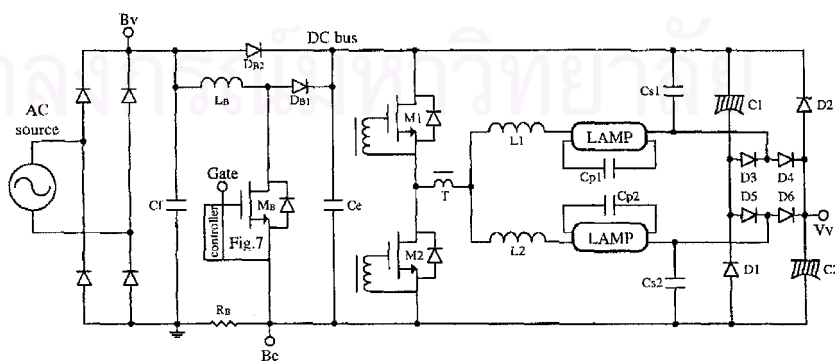 Bv
DC bus
DB2
LB
DB1
Cs1
C1
D2
AC
source
M1
L1
LAMP
Cp1
D3
D4
D5
D6
Gate
Cf
MB
controller
Fig.7
Ce
T
Cp2
Vv
M2
L2
LAMP
Cs2
D1
C2
RB
Bc